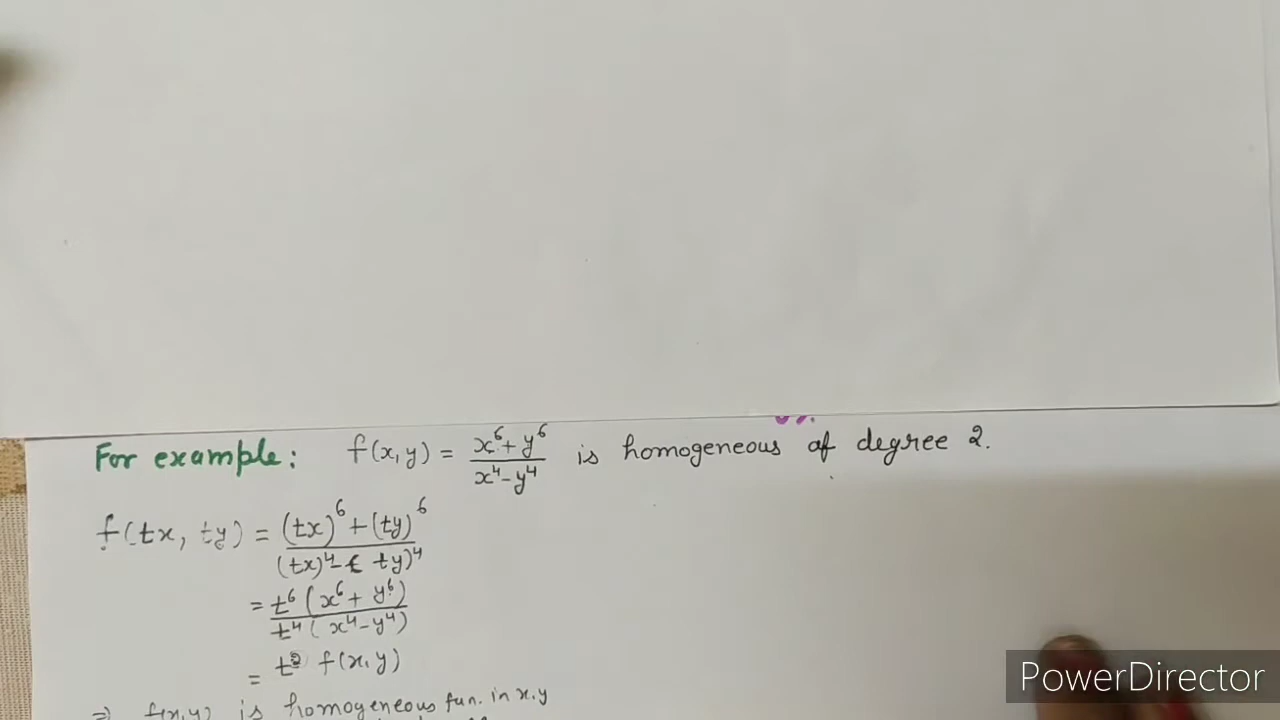 For example: f(x,y) = x⁶+y⁶ / x⁴-y⁴ is homogeneous of degree 2.
f(tx, ty) = (tx)⁶+(ty)⁶ / (tx)⁴-(ty)⁴
= t⁶(x⁶+y⁶) / t⁴(x⁴-y⁴)
= t² f(x,y)
⇒ f(x,y) is homogeneous fun. in x,y
PowerDirector